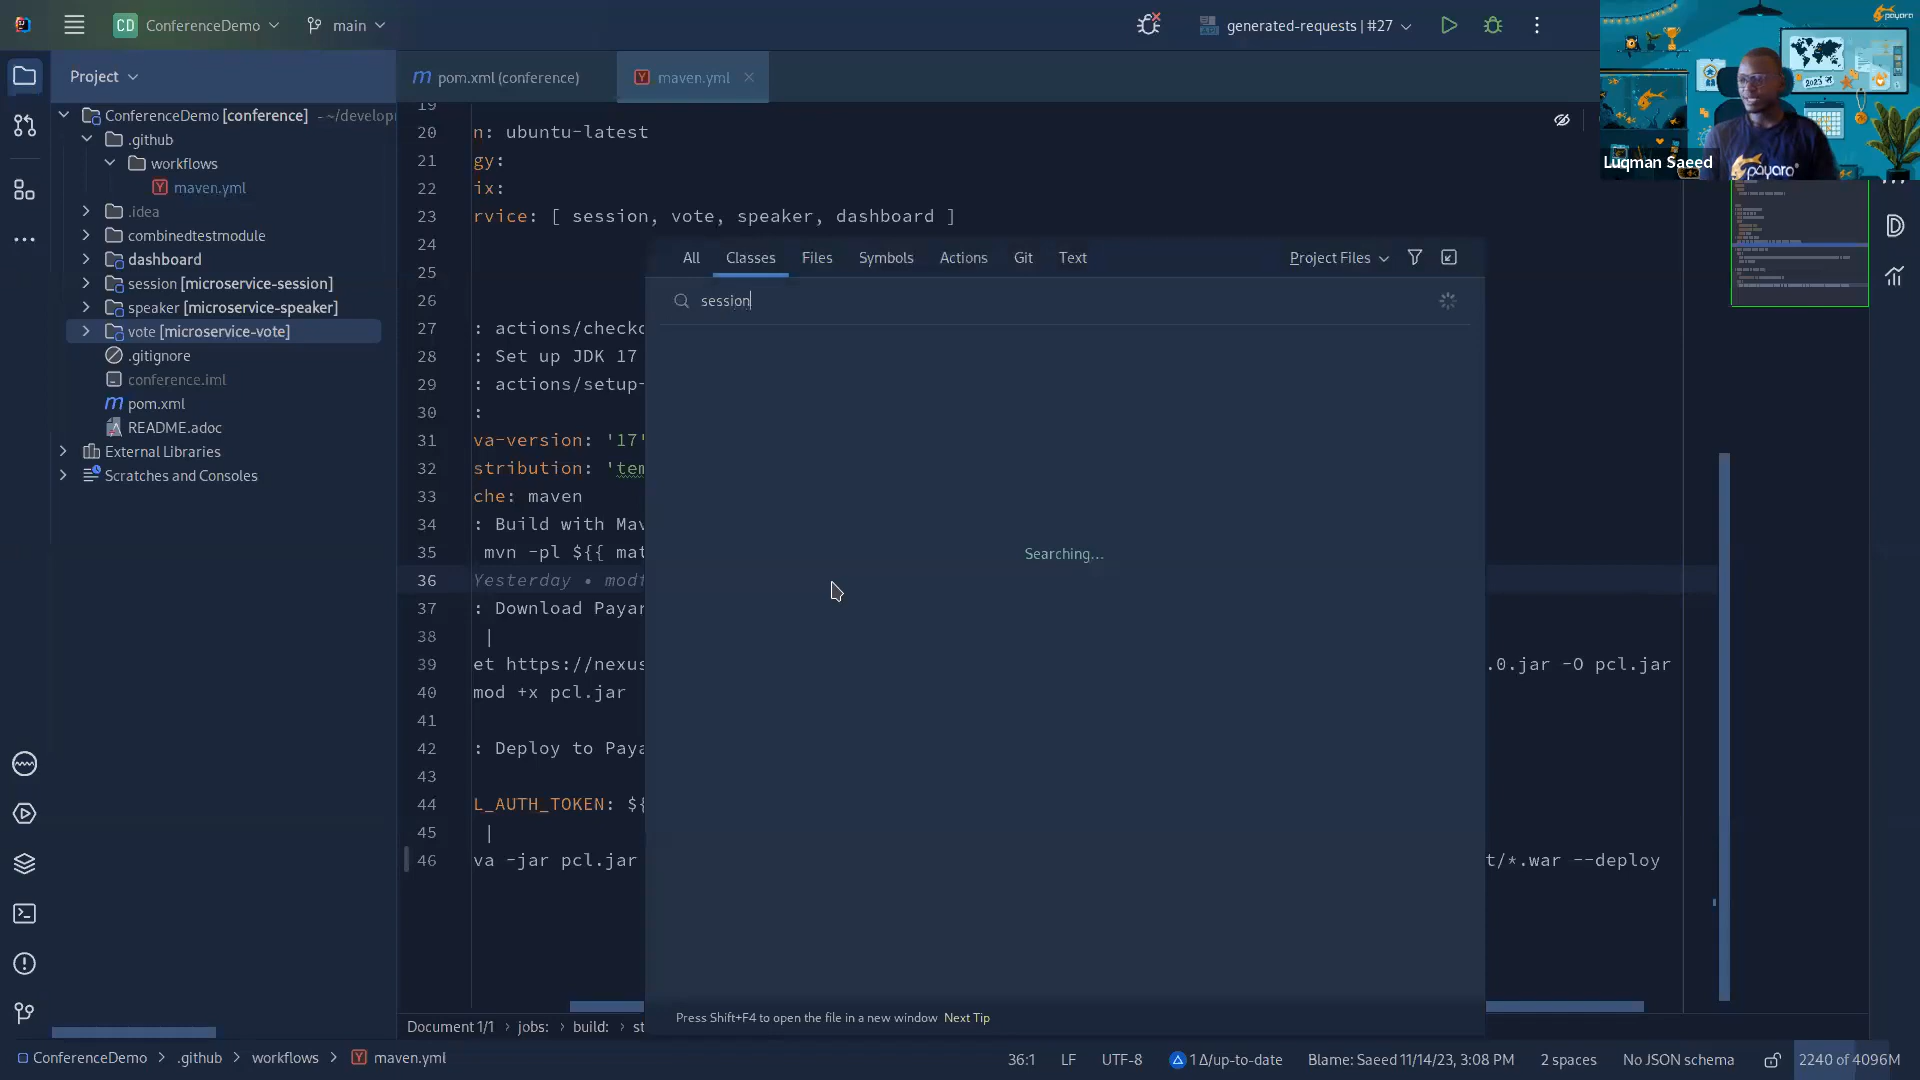 CD ConferenceDemo main generated-requests | #27
Project pom.xml (conference) maven.yml
ConferenceDemo [conference] - ~/develop
.github
workflows
maven.yml
.idea
combinedtestmodule
dashboard
session [microservice-session]
speaker [microservice-speaker]
vote [microservice-vote]
.gitignore
conference.iml
pom.xml
README.adoc
External Libraries
Scratches and Consoles
19
20 n: ubuntu-latest
21 gy:
22 ix:
23 rvice: [ session, vote, speaker, dashboard ]
24
25
26
27 : actions/checko
28 : Set up JDK 17
29 : actions/setup-
30 :
31 va-version: '17'
32 stribution: 'tem
33 che: maven
34 : Build with Mav
35 mvn -pl ${{ mat
36 Yesterday • modi
37 : Download Payar
38 |
39 et https://nexus .0.jar -O pcl.jar
40 mod +x pcl.jar
41
42 : Deploy to Paya
43
44 L_AUTH_TOKEN: ${
45 |
46 va -jar pcl.jar t/*.war --deploy
All Classes Files Symbols Actions Git Text Project Files
session
Searching...
Press Shift+F4 to open the file in a new window Next Tip
Document 1/1 › jobs: › build: › st
ConferenceDemo › .github › workflows › maven.yml
36:1 LF UTF-8 1 Δ/up-to-date Blame: Saeed 11/14/23, 3:08 PM 2 spaces No JSON schema 2240 of 4096M
payara
2023
Luqman Saeed
payara®